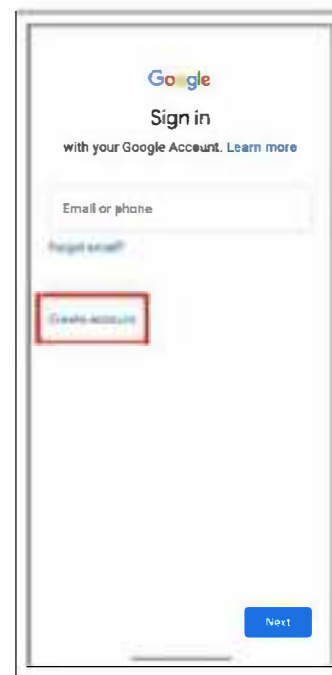 Google
Sign in
with your Google Account. Learn more
Email or phone
Forgot email?
Create account
Next